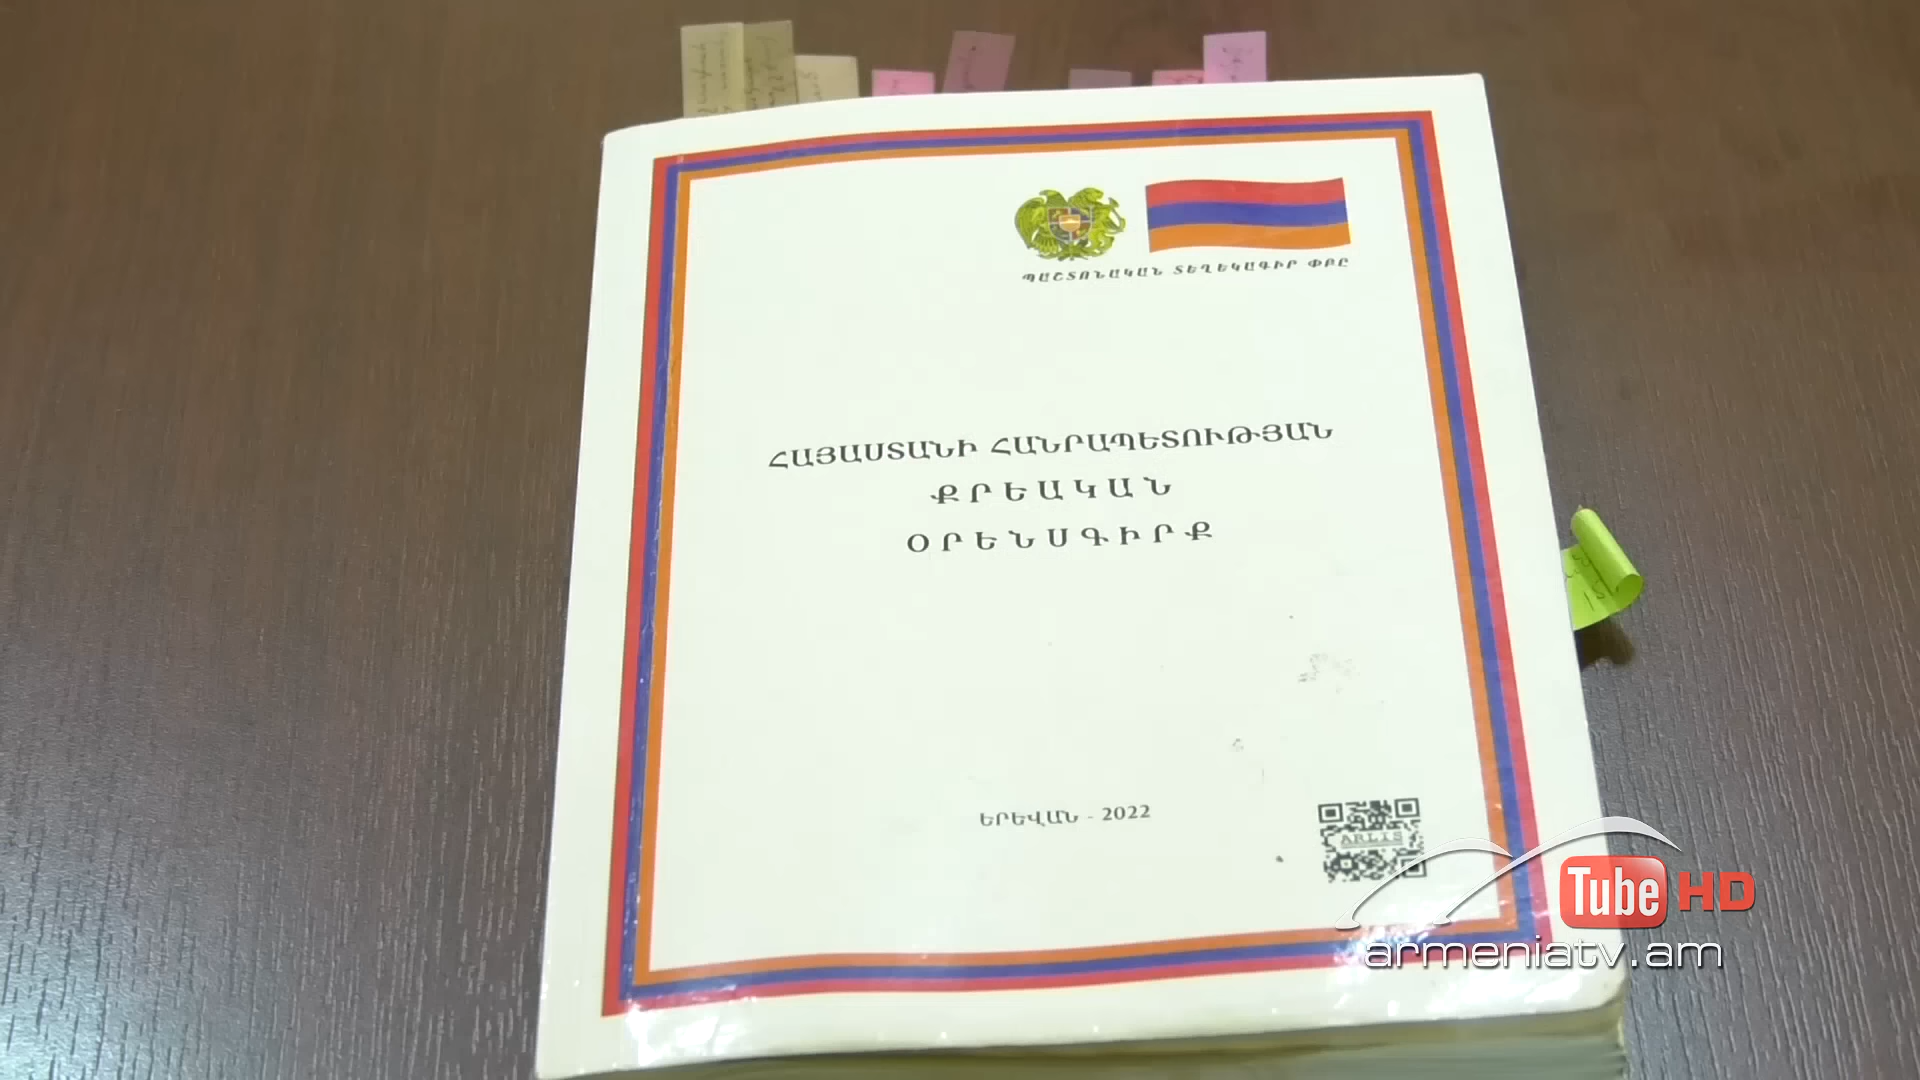 ՊԱՇՏՈՆԱԿԱՆ ՏԵՂԵԿԱԳԻՐ ՓԲԸ
ՀԱՅԱՍՏԱՆԻ ՀԱՆՐԱՊԵՏՈՒԹՅԱՆ
ՔՐԵԱԿԱՆ
ՕՐԵՆՍԳԻՐՔ
ԵՐԵՎԱՆ - 2022
ARLIS
Tube HD
armeniatv.am